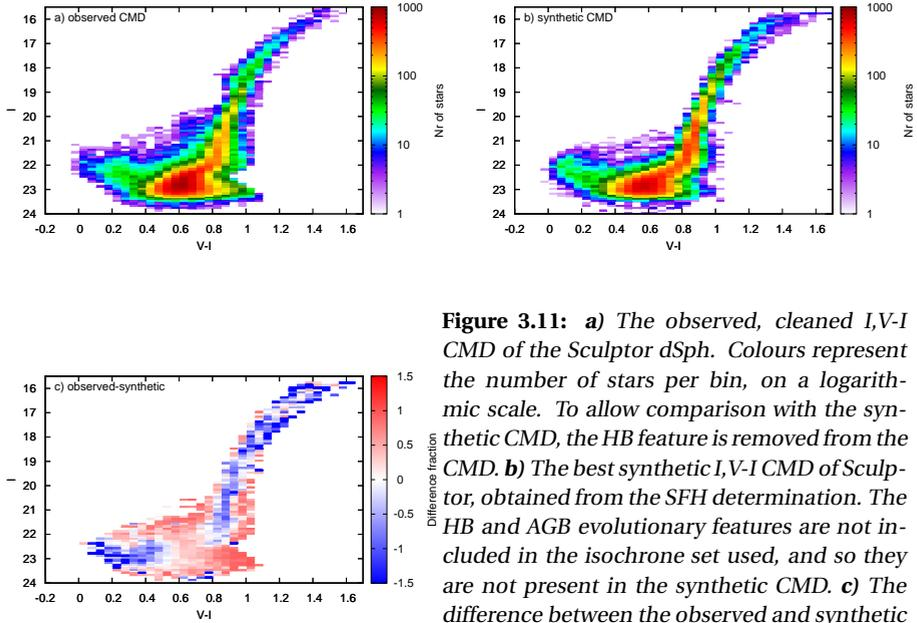 a) observed CMD
16
17
18
19
20
21
22
23
24
I
-0.2 0 0.2 0.4 0.6 0.8 1 1.2 1.4 1.6
V-I
1000
100
10
1
Nr of stars
b) synthetic CMD
16
17
18
19
20
21
22
23
24
I
-0.2 0 0.2 0.4 0.6 0.8 1 1.2 1.4 1.6
V-I
1000
100
10
1
Nr of stars
c) observed-synthetic
16
17
18
19
20
21
22
23
24
I
-0.2 0 0.2 0.4 0.6 0.8 1 1.2 1.4 1.6
V-I
1.5
1
0.5
0
-0.5
-1
-1.5
Difference fraction
Figure 3.11: a) The observed, cleaned I,V-I
CMD of the Sculptor dSph. Colours represent
the number of stars per bin, on a logarith-
mic scale. To allow comparison with the syn-
thetic CMD, the HB feature is removed from the
CMD. b) The best synthetic I,V-I CMD of Sculp-
tor, obtained from the SFH determination. The
HB and AGB evolutionary features are not in-
cluded in the isochrone set used, and so they
are not present in the synthetic CMD. c) The
difference between the observed and synthetic